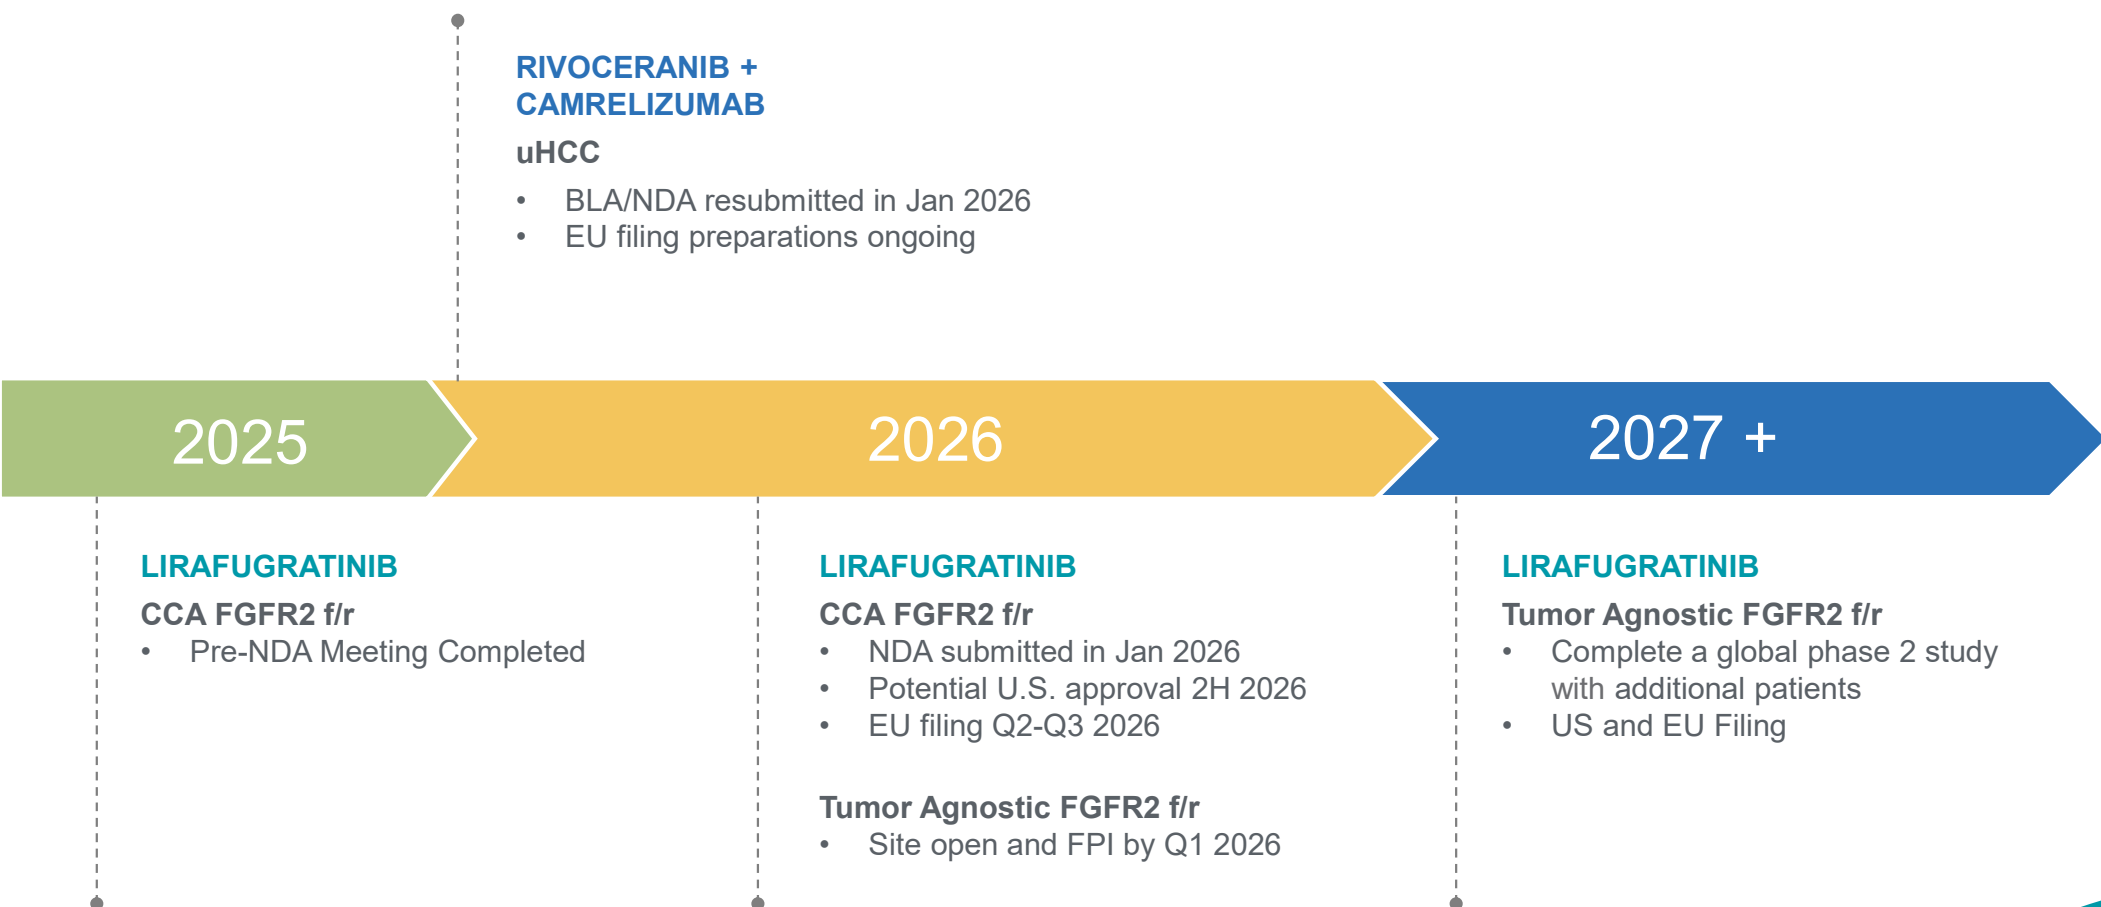 RIVOCERANIB +
CAMRELIZUMAB
uHCC
• BLA/NDA resubmitted in Jan 2026
• EU filing preparations ongoing
2025
2026
2027 +
LIRAFUGRATINIB
CCA FGFR2 f/r
• Pre-NDA Meeting Completed
LIRAFUGRATINIB
CCA FGFR2 f/r
• NDA submitted in Jan 2026
• Potential U.S. approval 2H 2026
• EU filing Q2-Q3 2026
Tumor Agnostic FGFR2 f/r
• Site open and FPI by Q1 2026
LIRAFUGRATINIB
Tumor Agnostic FGFR2 f/r
• Complete a global phase 2 study
with additional patients
• US and EU Filing